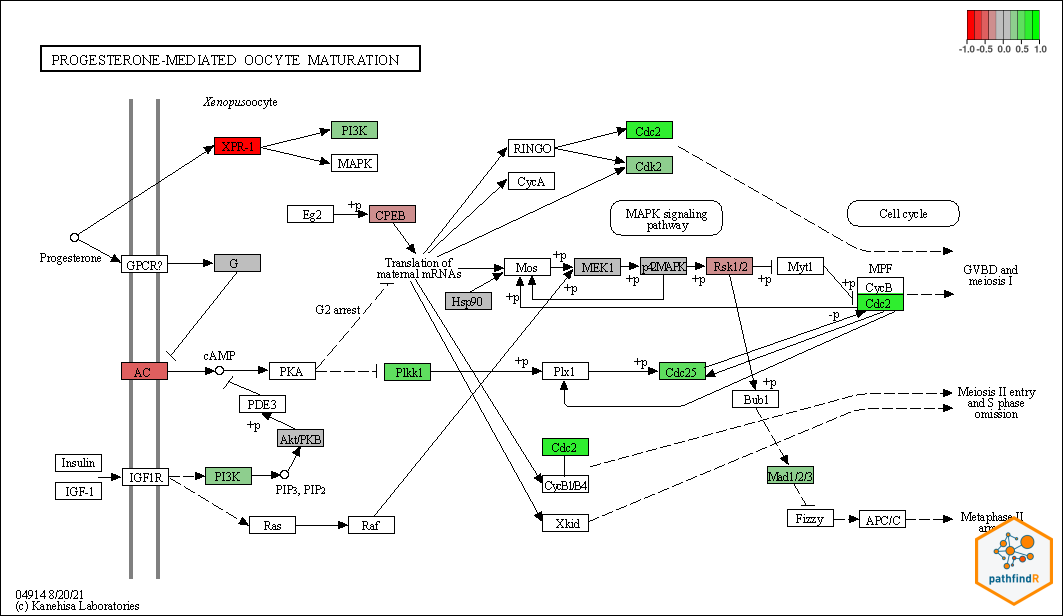 -1.0 -0.5 0.0 0.5 1.0
PROGESTERONE-MEDIATED OOCYTE MATURATION
Xenopus oocyte
XPR-1
PI3K
MAPK
Progesterone
GPCR?
G
AC
cAMP
PKA
PDE3
+p
Akt/PKB
Insulin
IGF-1
IGF1R
PI3K
PIP3, PIP2
Ras
Raf
Eg2
+p
CPEB
Translation of
maternal mRNAs
G2 arrest
Plkk1
RINGO
CycA
Cdc2
Cdk2
MAPK signaling
pathway
Cell cycle
Hsp90
Mos
+p
+p
MEK1
+p
+p
p42MAPK
+p
Rsk1/2
+p
Myt1
+p
MPF
CycB
Cdc2
-p
GVBD and
meiosis I
+p
Plx1
+p
Cdc25
+p
Bub1
Cdc2
CycB1/B4
Xkid
Mad1/2/3
Fizzy
APC/C
Meiosis II entry
and S phase
omission
Metaphase II
pathfindR
04914 8/20/21
(c) Kanehisa Laboratories